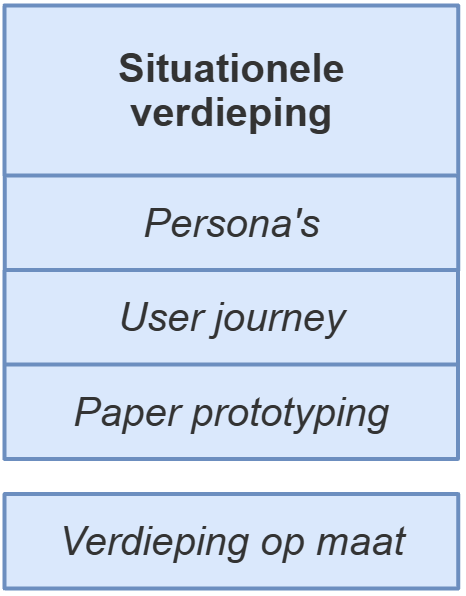 Situationele
verdieping
Persona's
User journey
Paper prototyping
Verdieping op maat